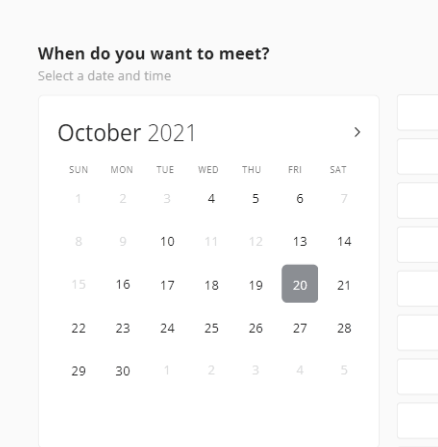 When do you want to meet?
Select a date and time
October 2021
SUN MON TUE WED THU FRI SAT
1 2 3 4 5 6 7
8 9 10 11 12 13 14
15 16 17 18 19 20 21
22 23 24 25 26 27 28
29 30 1 2 3 4 5